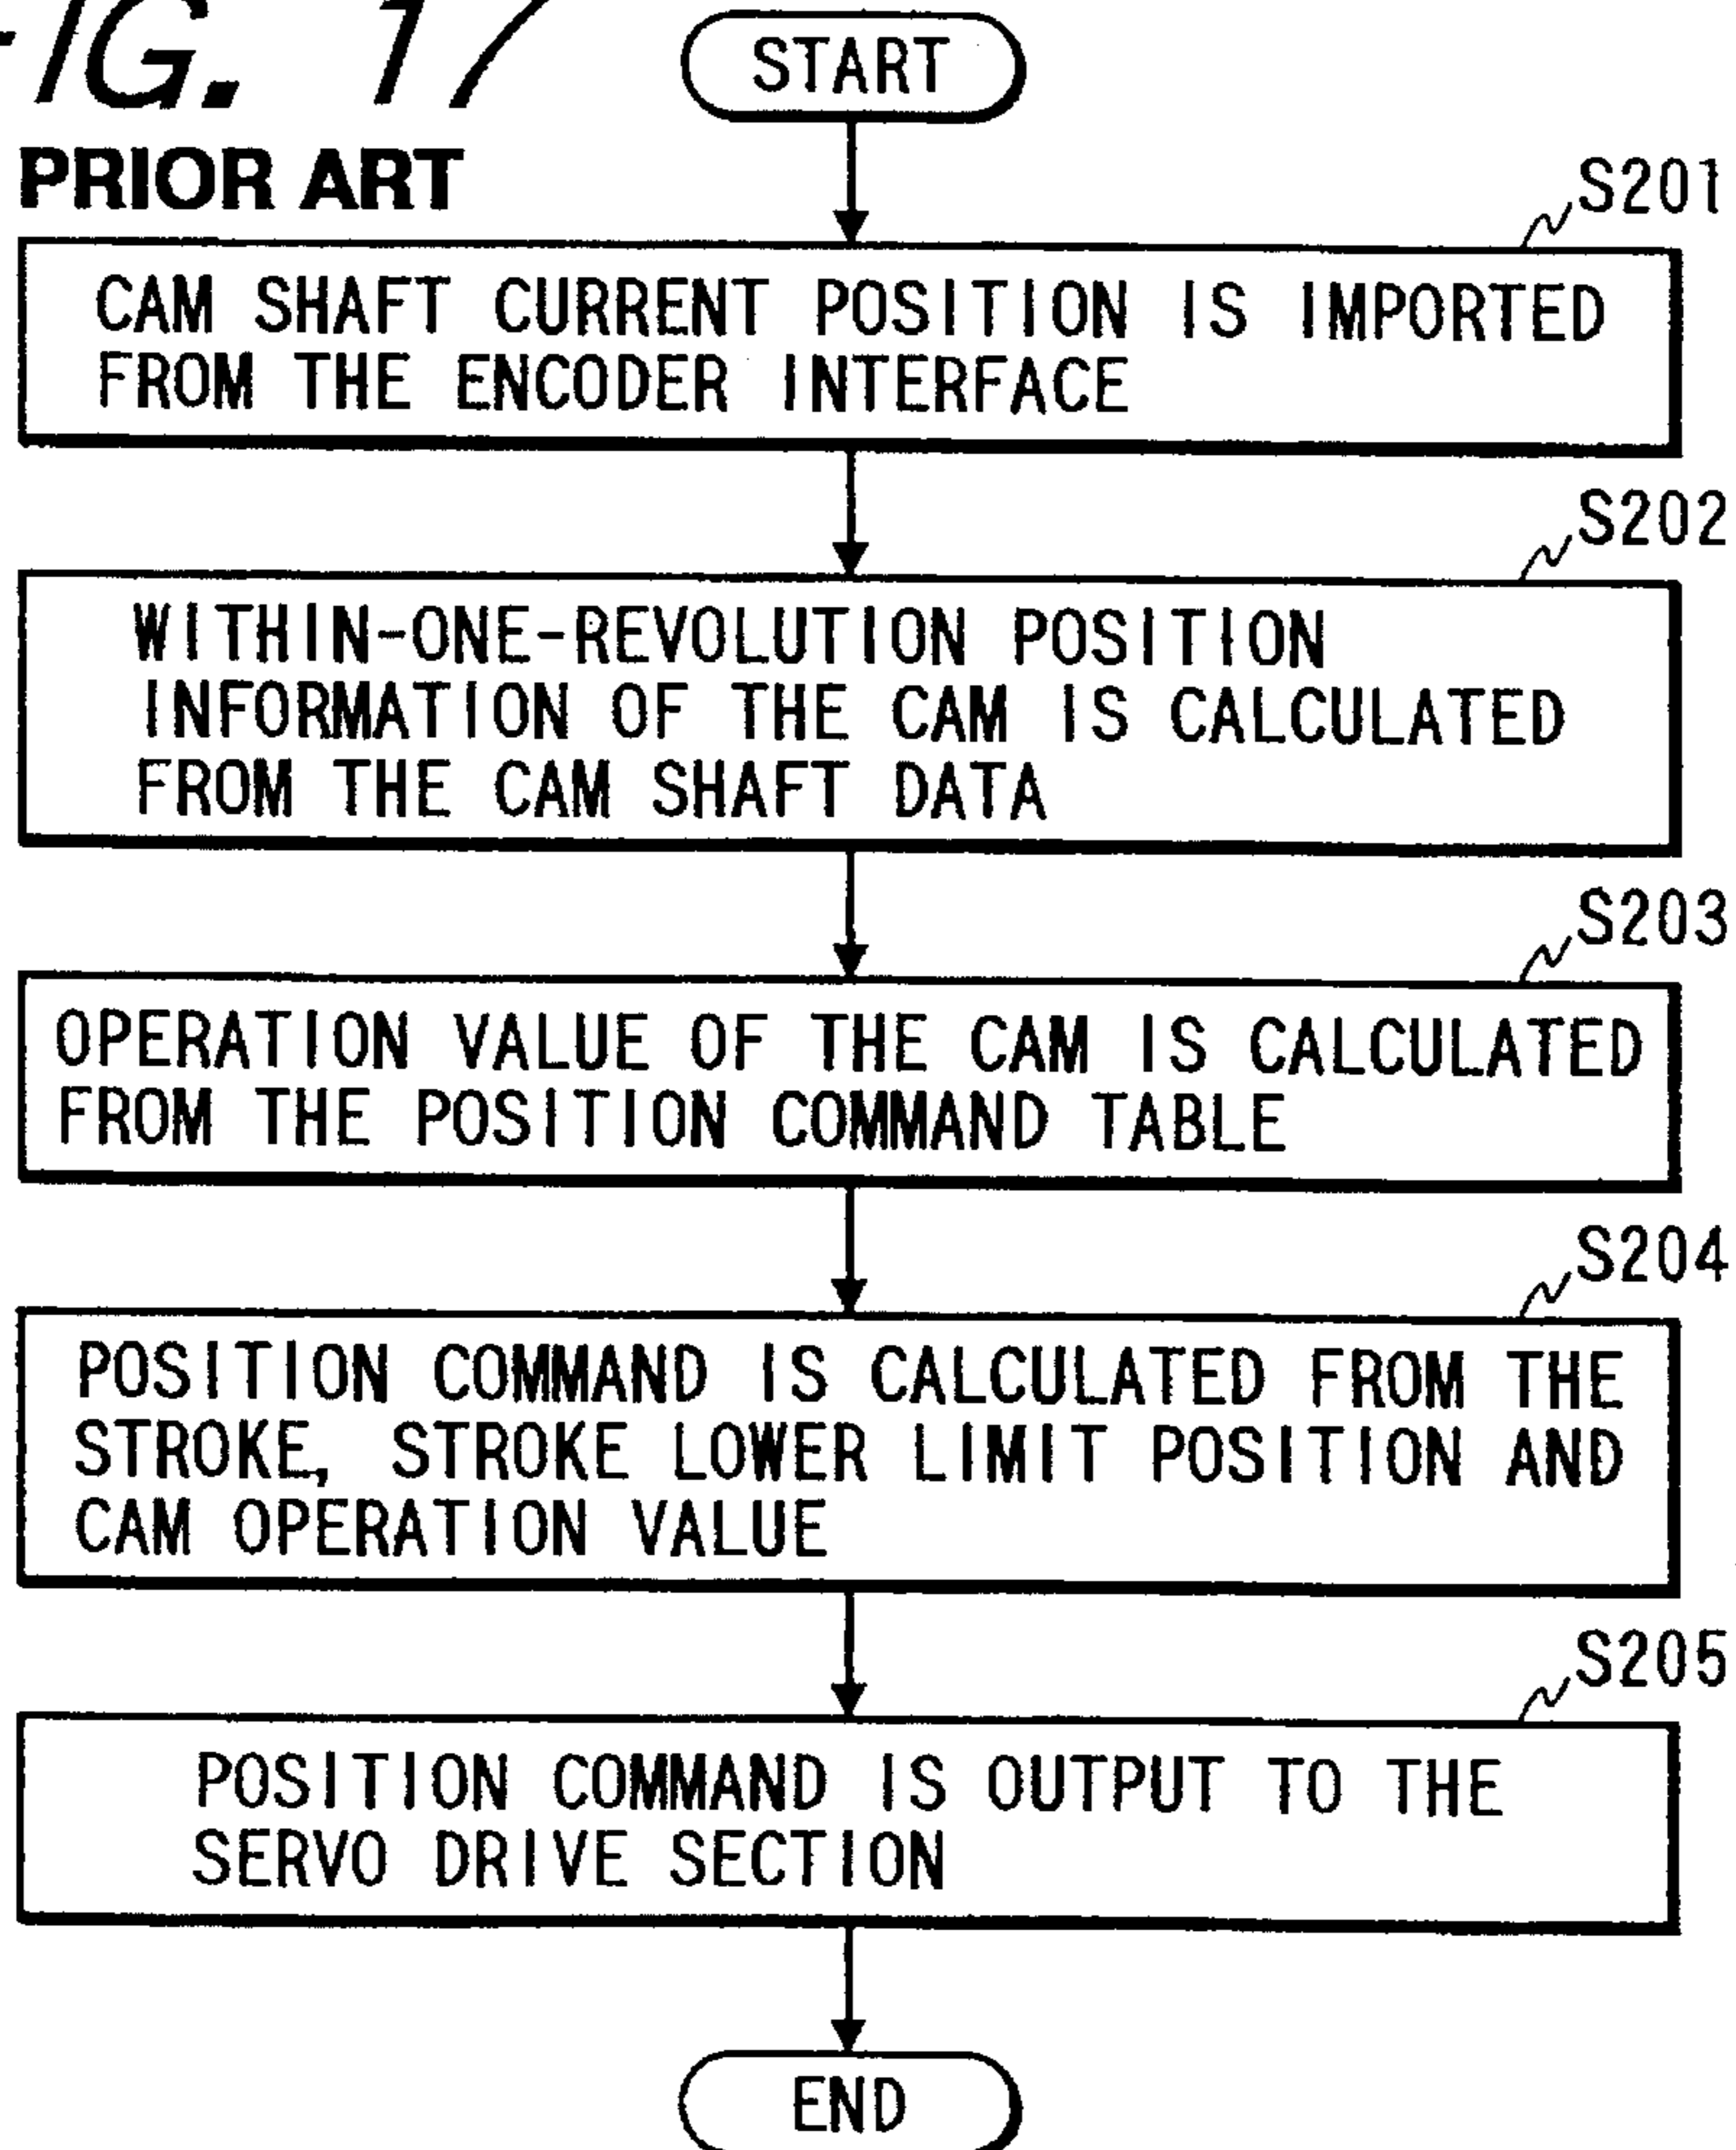 FIG. 17
PRIOR ART
START
S201
CAM SHAFT CURRENT POSITION IS IMPORTED
FROM THE ENCODER INTERFACE
S202
WITHIN-ONE-REVOLUTION POSITION
INFORMATION OF THE CAM IS CALCULATED
FROM THE CAM SHAFT DATA
S203
OPERATION VALUE OF THE CAM IS CALCULATED
FROM THE POSITION COMMAND TABLE
S204
POSITION COMMAND IS CALCULATED FROM THE
STROKE, STROKE LOWER LIMIT POSITION AND
CAM OPERATION VALUE
S205
POSITION COMMAND IS OUTPUT TO THE
SERVO DRIVE SECTION
END